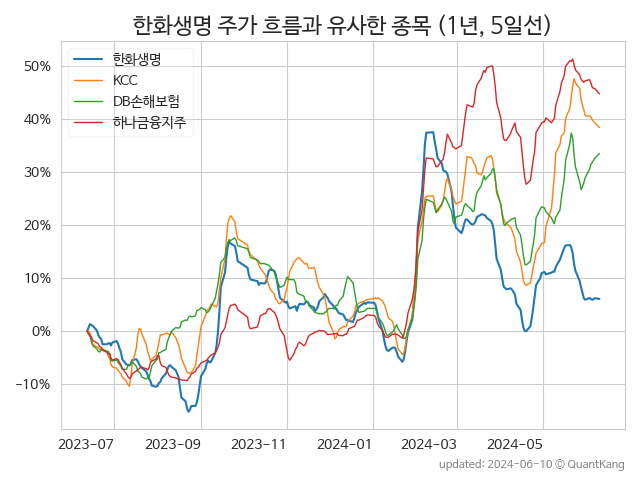 한화생명 주가 흐름과 유사한 종목 (1년, 5일선)
한화생명
KCC
DB손해보험
하나금융지주
50%
40%
30%
20%
10%
0%
−10%
2023-07
2023-09
2023-11
2024-01
2024-03
2024-05
updated: 2024-06-10 © QuantKang